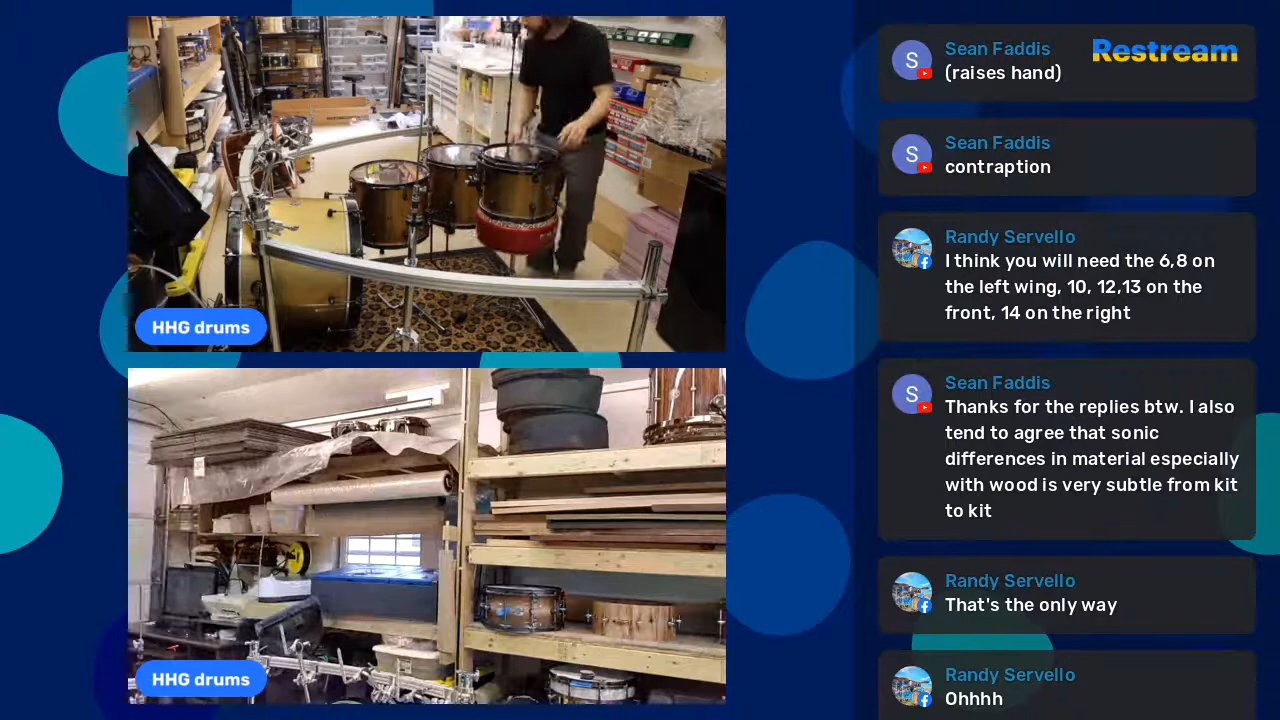 HHG drums
HHG drums
Restream
Sean Faddis
(raises hand)
Sean Faddis
contraption
Randy Servello
I think you will need the 6,8 on
the left wing, 10, 12,13 on the
front, 14 on the right
Sean Faddis
Thanks for the replies btw. I also
tend to agree that sonic
differences in material especially
with wood is very subtle from kit
to kit
Randy Servello
That's the only way
Randy Servello
Ohhhh